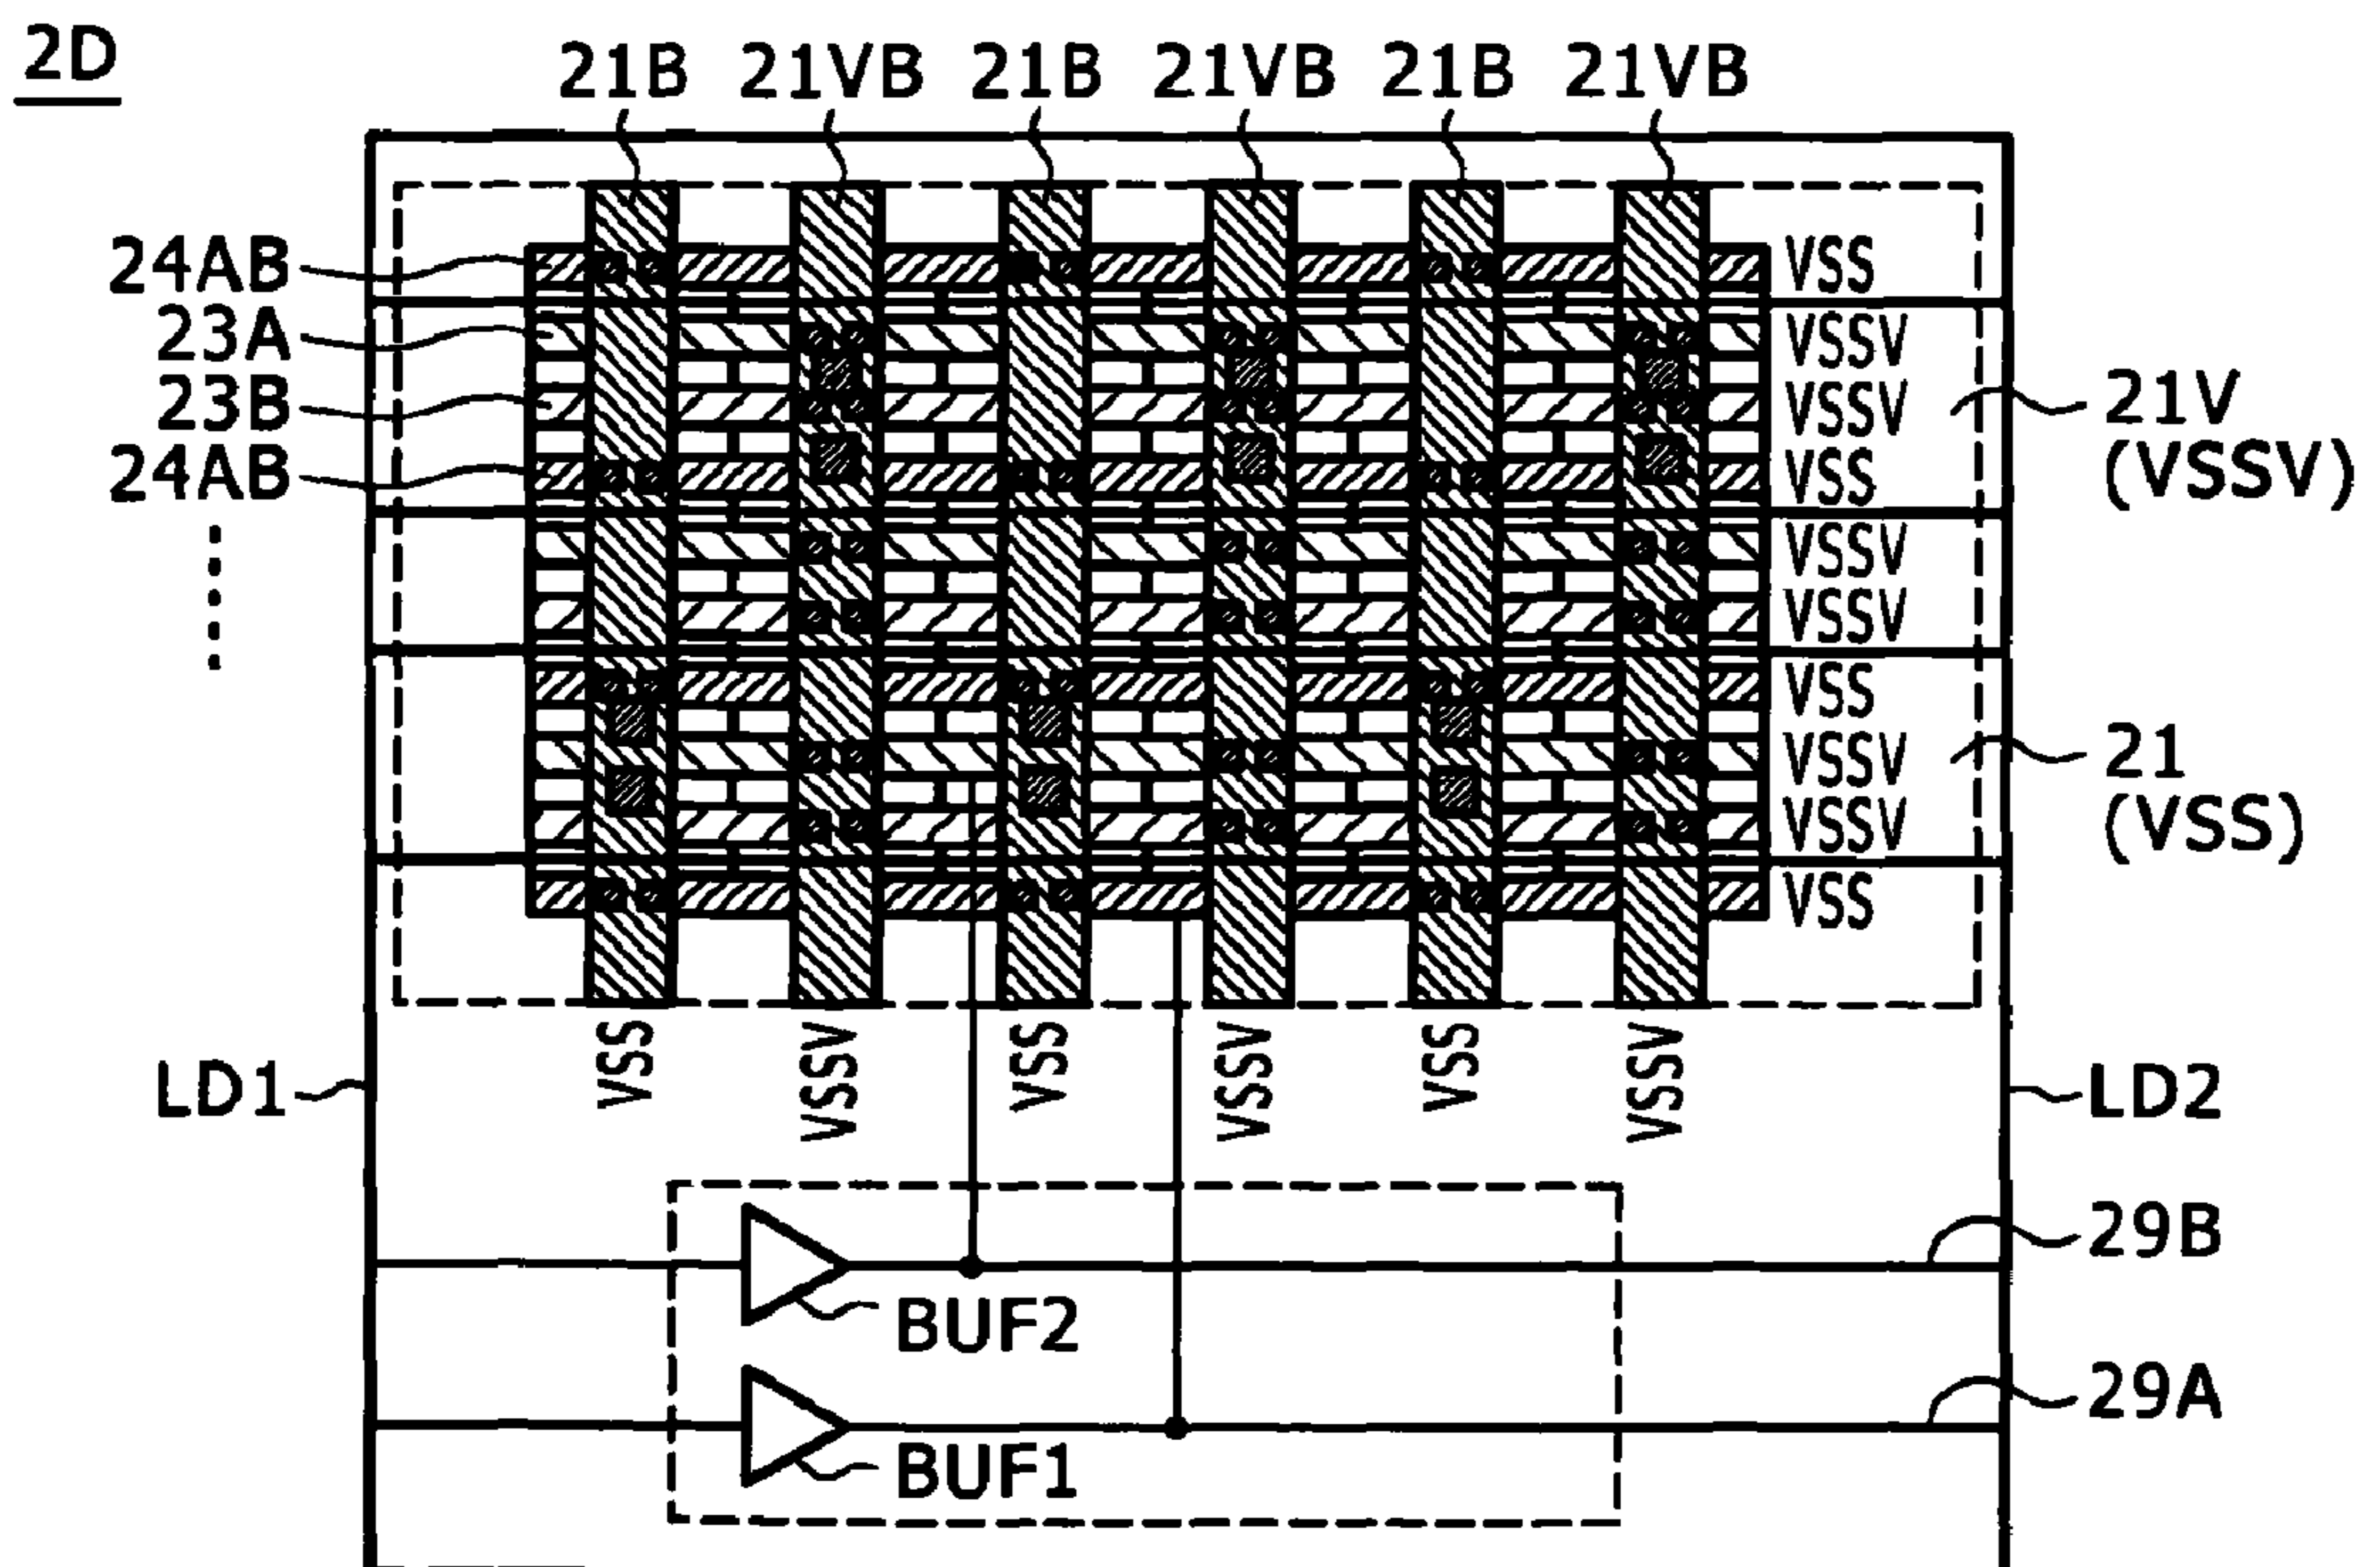 2D
21B 21VB 21B 21VB 21B 21VB
24AB
23A
23B
24AB
VSS
VSSV
VSSV
VSS
VSSV
VSSV
VSS
VSSV
VSSV
VSS
21V
(VSSV)
21
(VSS)
VSS VSSV VSS VSSV VSS VSSV
LD1
LD2
29B
BUF2
29A
BUF1